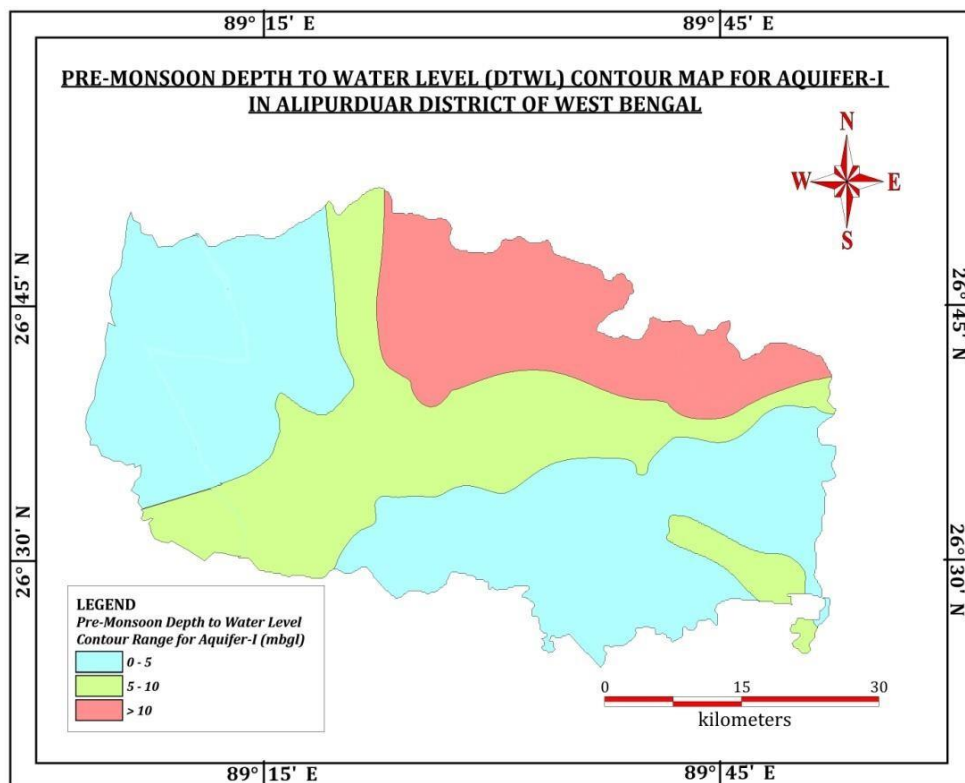 89° 15' E
89° 45' E
PRE-MONSOON DEPTH TO WATER LEVEL (DTWL) CONTOUR MAP FOR AQUIFER-I
IN ALIPURDUAR DISTRICT OF WEST BENGAL
N
W
E
S
26° 45' N
26° 45' N
26° 30' N
26° 30' N
LEGEND
Pre-Monsoon Depth to Water Level
Contour Range for Aquifer-I (mbgl)
0 - 5
5 - 10
> 10
0
15
30
kilometers
89° 15' E
89° 45' E